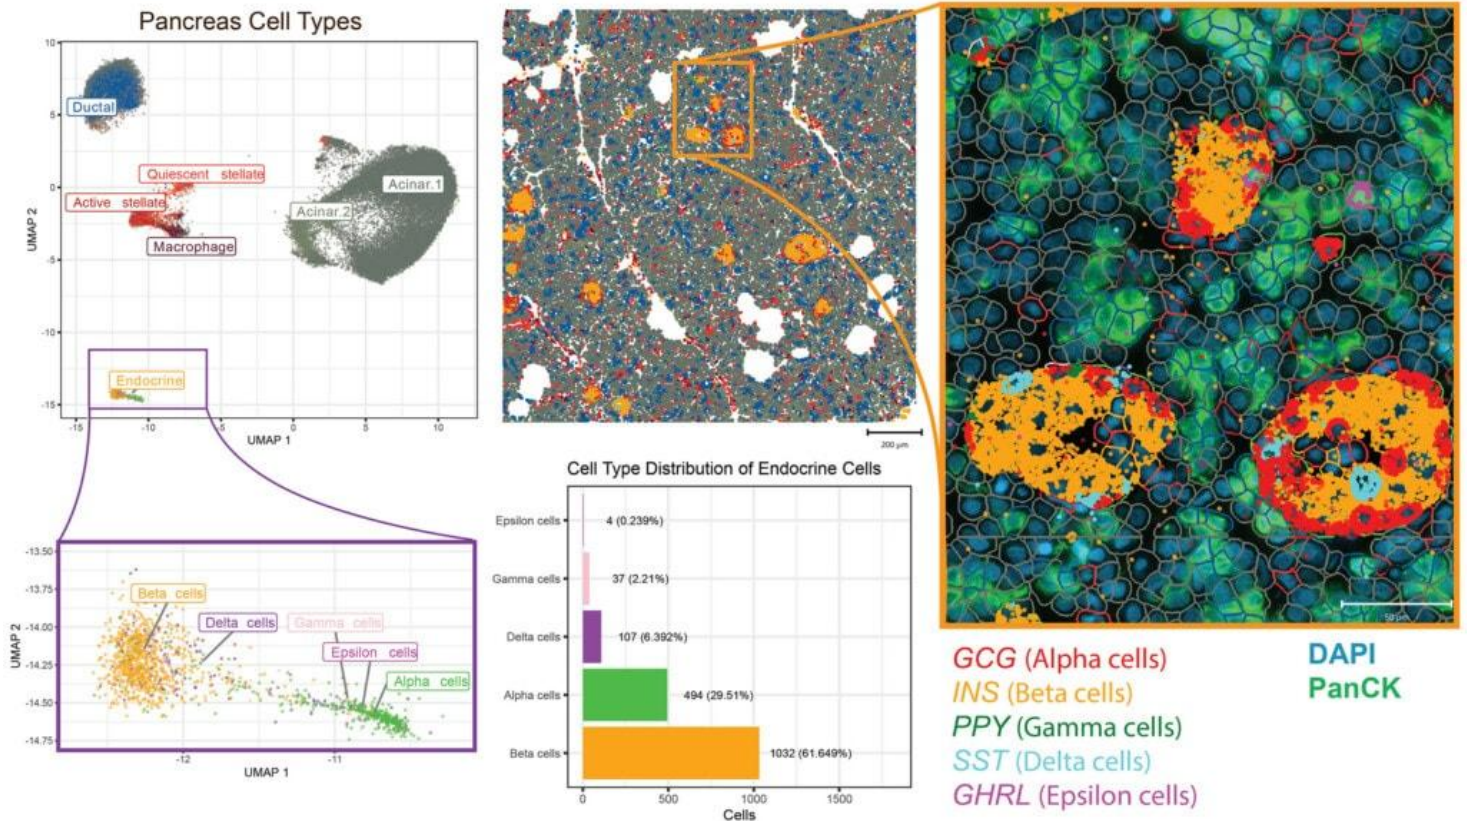 Pancreas Cell Types
10
5
0
-5
-10
-15
UMAP 2
Ductal
Quiescent stellate
Active stellate
Macrophage
Acinar.1
Acinar.2
Endocrine
-15 -10 -5 0 5 10
UMAP 1
200 μm
50 μm
-13.50
-13.75
-14.00
-14.25
-14.50
-14.75
UMAP 2
Beta cells
Delta cells
Gamma cells
Epsilon cells
Alpha cells
-12 -11
UMAP 1
Cell Type Distribution of Endocrine Cells
Epsilon cells 4 (0.239%)
Gamma cells 37 (2.21%)
Delta cells 107 (6.392%)
Alpha cells 494 (29.51%)
Beta cells 1032 (61.649%)
0 500 1000 1500
Cells
GCG (Alpha cells)
INS (Beta cells)
PPY (Gamma cells)
SST (Delta cells)
GHRL (Epsilon cells)
DAPI
PanCK